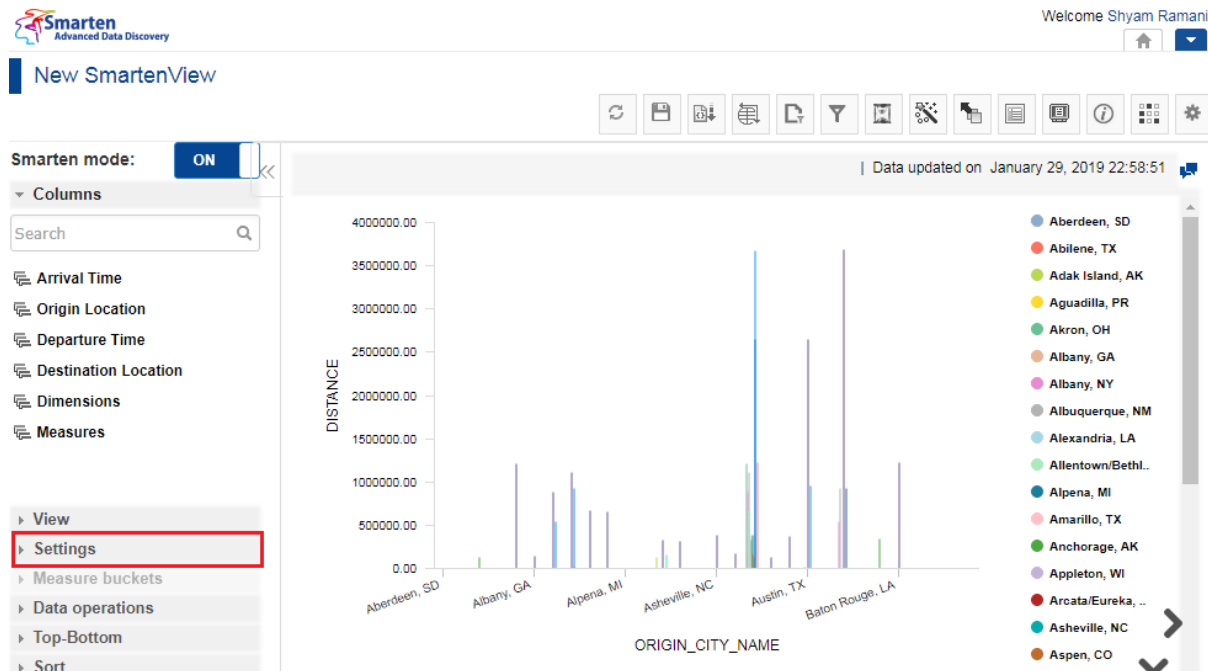 Smarten
Advanced Data Discovery
Welcome Shyam Ramani
New SmartenView
Smarten mode: ON
| Data updated on January 29, 2019 22:58:51
Columns
Search
Arrival Time
Origin Location
Departure Time
Destination Location
Dimensions
Measures
View
Settings
Measure buckets
Data operations
Top-Bottom
Sort
DISTANCE
4000000.00
3500000.00
3000000.00
2500000.00
2000000.00
1500000.00
1000000.00
500000.00
0.00
Aberdeen, SD
Albany, GA
Alpena, MI
Asheville, NC
Austin, TX
Baton Rouge, LA
ORIGIN_CITY_NAME
Aberdeen, SD
Abilene, TX
Adak Island, AK
Aguadilla, PR
Akron, OH
Albany, GA
Albany, NY
Albuquerque, NM
Alexandria, LA
Allentown/Bethl..
Alpena, MI
Amarillo, TX
Anchorage, AK
Appleton, WI
Arcata/Eureka, ..
Asheville, NC
Aspen, CO